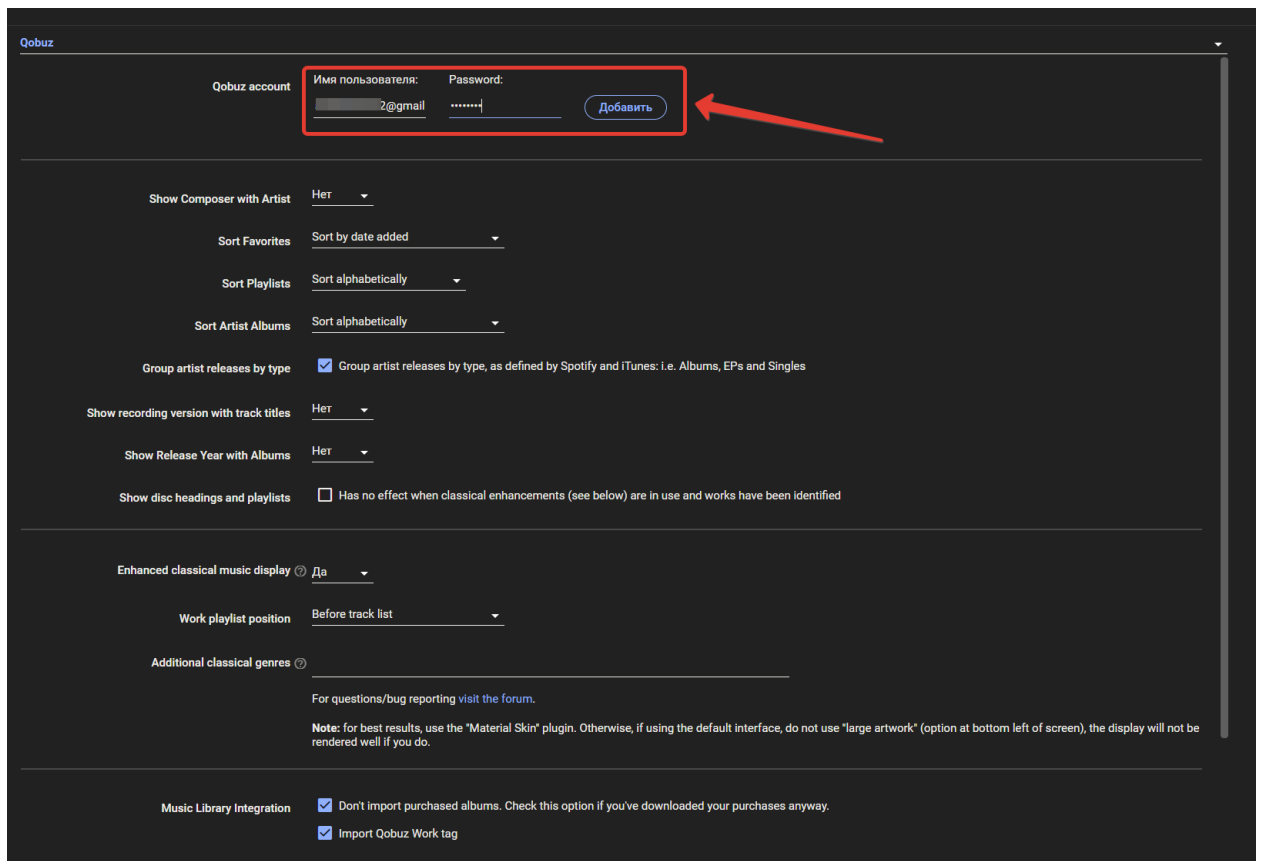 Qobuz
Qobuz account
Имя пользователя: Password:
2@gmail ········ Добавить
Show Composer with Artist Нет
Sort Favorites Sort by date added
Sort Playlists Sort alphabetically
Sort Artist Albums Sort alphabetically
Group artist releases by type Group artist releases by type, as defined by Spotify and iTunes: i.e. Albums, EPs and Singles
Show recording version with track titles Нет
Show Release Year with Albums Нет
Show disc headings and playlists Has no effect when classical enhancements (see below) are in use and works have been identified
Enhanced classical music display ? Да
Work playlist position Before track list
Additional classical genres ?
For questions/bug reporting visit the forum.
Note: for best results, use the "Material Skin" plugin. Otherwise, if using the default interface, do not use "large artwork" (option at bottom left of screen), the display will not be
rendered well if you do.
Music Library Integration Don't import purchased albums. Check this option if you've downloaded your purchases anyway.
Import Qobuz Work tag